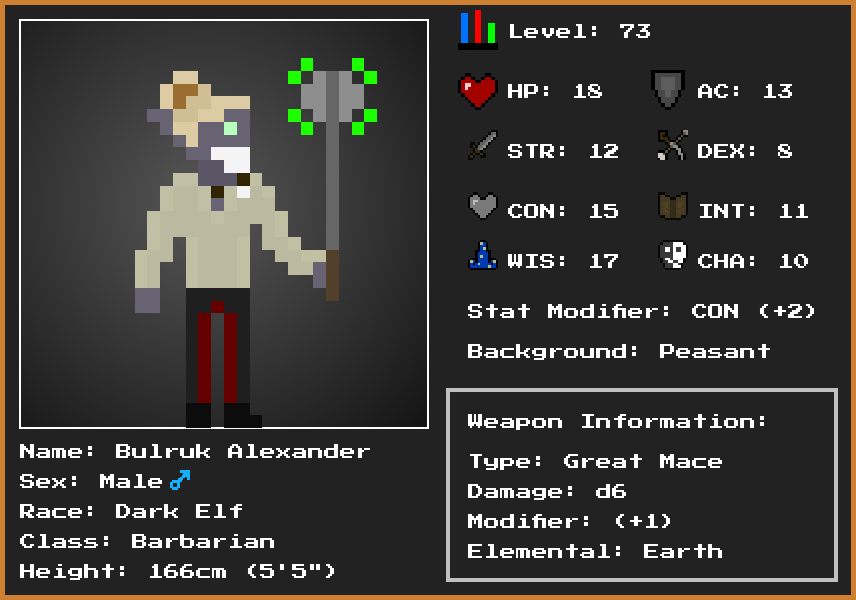 Level: 73
HP: 18
AC: 13
STR: 12
DEX: 8
CON: 15
INT: 11
WIS: 17
CHA: 10
Stat Modifier: CON (+2)
Background: Peasant
Weapon Information:
Type: Great Mace
Damage: d6
Modifier: (+1)
Elemental: Earth
Name: Bulruk Alexander
Sex: Male♂
Race: Dark Elf
Class: Barbarian
Height: 166cm (5'5")